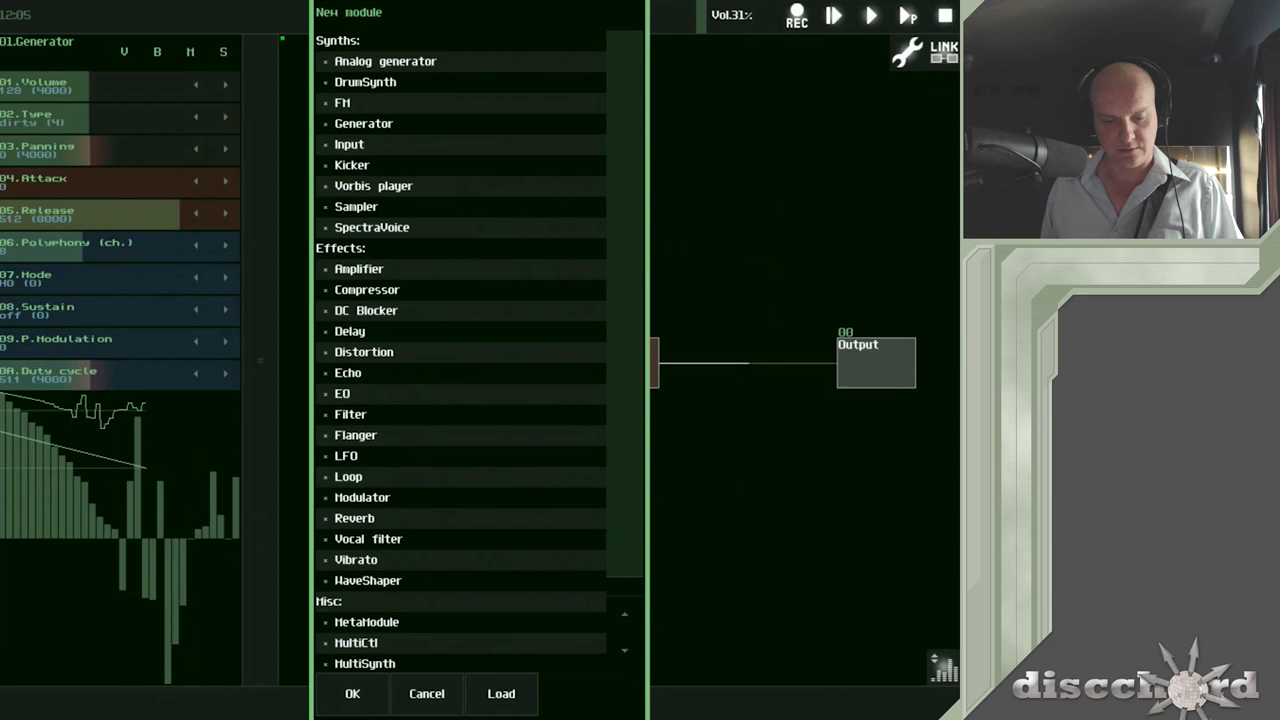 12:05
01.Generator
V B M S
01.Volume
128 (4000)
02.Type
dirty (4)
03.Panning
0 (4000)
04.Attack
0
05.Release
512 (8000)
06.Polyphony (ch.)
8
07.Mode
HQ (0)
08.Sustain
off (0)
09.P.Modulation
0
0A.Duty cycle
511 (4000)
New module
Synths:
Analog generator
DrumSynth
FM
Generator
Input
Kicker
Vorbis player
Sampler
SpectraVoice
Effects:
Amplifier
Compressor
DC Blocker
Delay
Distortion
Echo
EQ
Filter
Flanger
LFO
Loop
Modulator
Reverb
Vocal filter
Vibrato
WaveShaper
Misc:
MetaModule
MultiCtl
MultiSynth
OK
Cancel
Load
Vol.31%
REC
P
LINK
00
Output
discchord